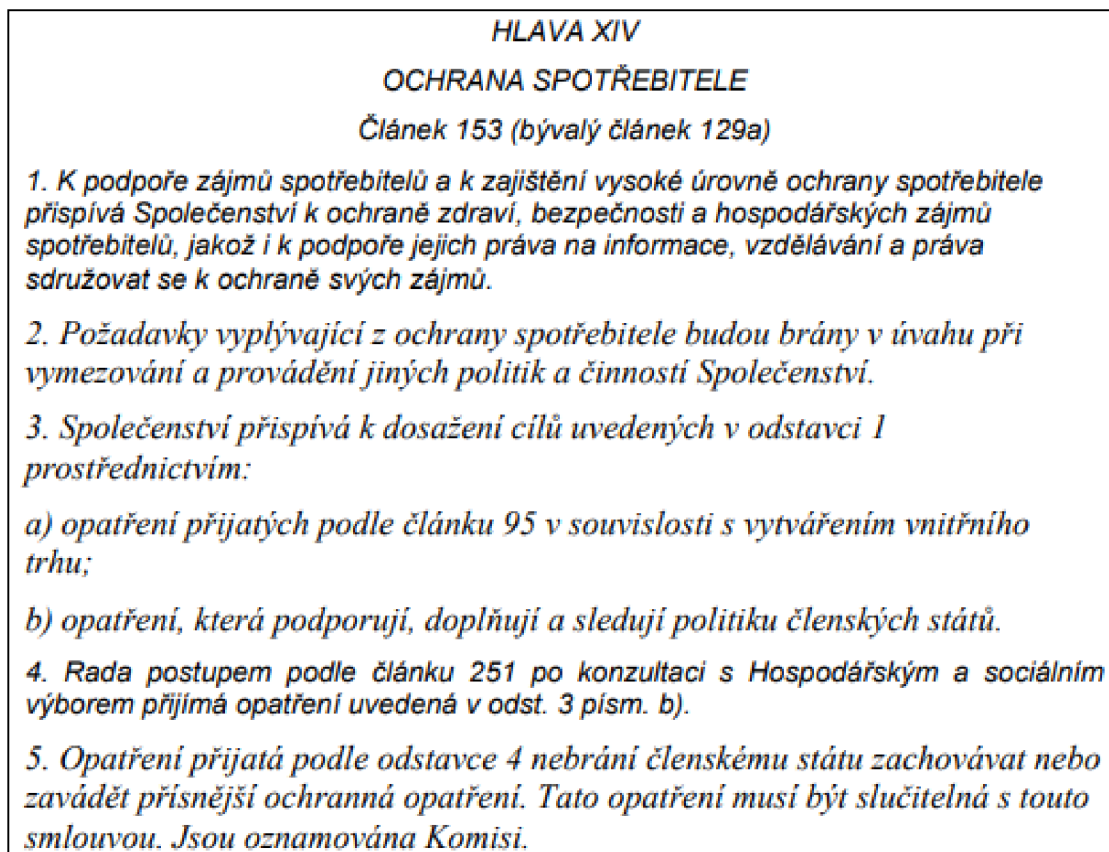 HLAVA XIV
OCHRANA SPOTŘEBITELE
Článek 153 (bývalý článek 129a)
1. K podpoře zájmů spotřebitelů a k zajištění vysoké úrovně ochrany spotřebitele
přispívá Společenství k ochraně zdraví, bezpečnosti a hospodářských zájmů
spotřebitelů, jakož i k podpoře jejich práva na informace, vzdělávání a práva
sdružovat se k ochraně svých zájmů.
2. Požadavky vyplývající z ochrany spotřebitele budou brány v úvahu při
vymezování a provádění jiných politik a činností Společenství.
3. Společenství přispívá k dosažení cílů uvedených v odstavci 1
prostřednictvím:
a) opatření přijatých podle článku 95 v souvislosti s vytvářením vnitřního
trhu;
b) opatření, která podporují, doplňují a sledují politiku členských států.
4. Rada postupem podle článku 251 po konzultaci s Hospodářským a sociálním
výborem přijímá opatření uvedená v odst. 3 písm. b).
5. Opatření přijatá podle odstavce 4 nebrání členskému státu zachovávat nebo
zavádět přísnější ochranná opatření. Tato opatření musí být slučitelná s touto
smlouvou. Jsou oznamována Komisi.